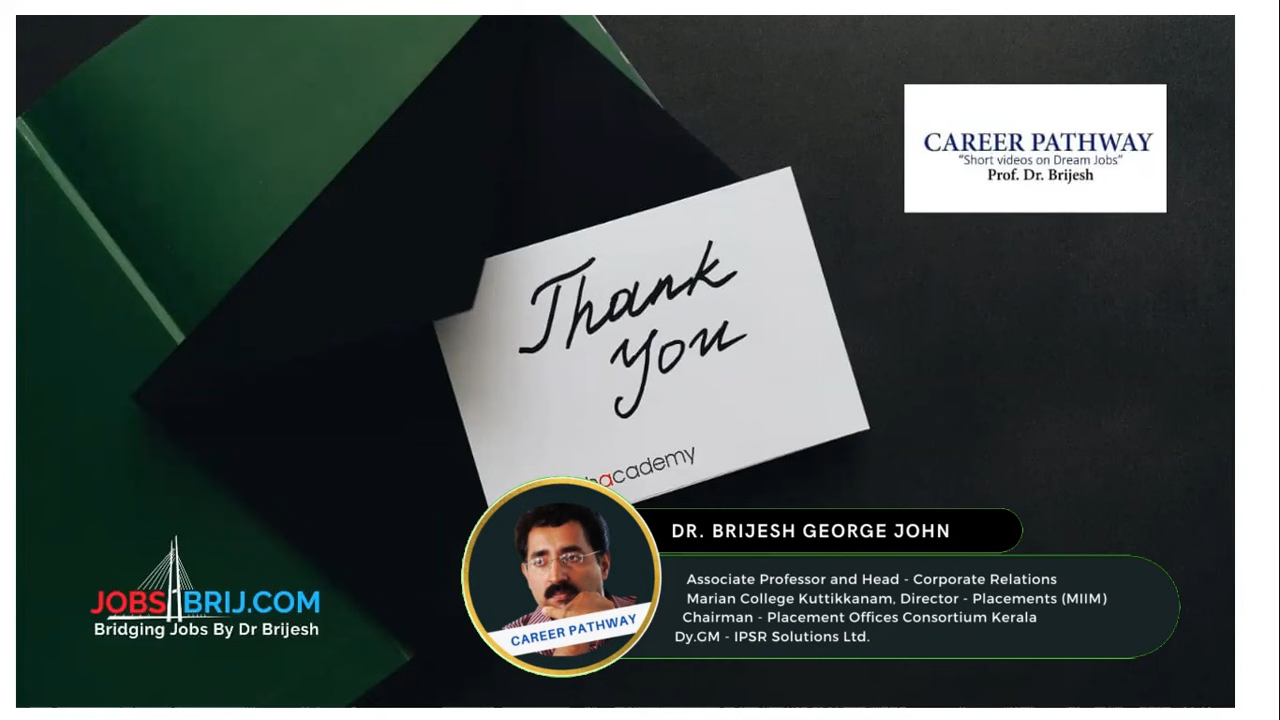 CAREER PATHWAY
"Short videos on Dream Jobs"
Prof. Dr. Brijesh
Thank
You
academy
DR. BRIJESH GEORGE JOHN
Associate Professor and Head - Corporate Relations
Marian College Kuttikkanam, Director - Placements (MIIM)
Chairman - Placement Offices Consortium Kerala
Dy.GM - IPSR Solutions Ltd.
CAREER PATHWAY
JOBS BRIJ.COM
Bridging Jobs By Dr Brijesh